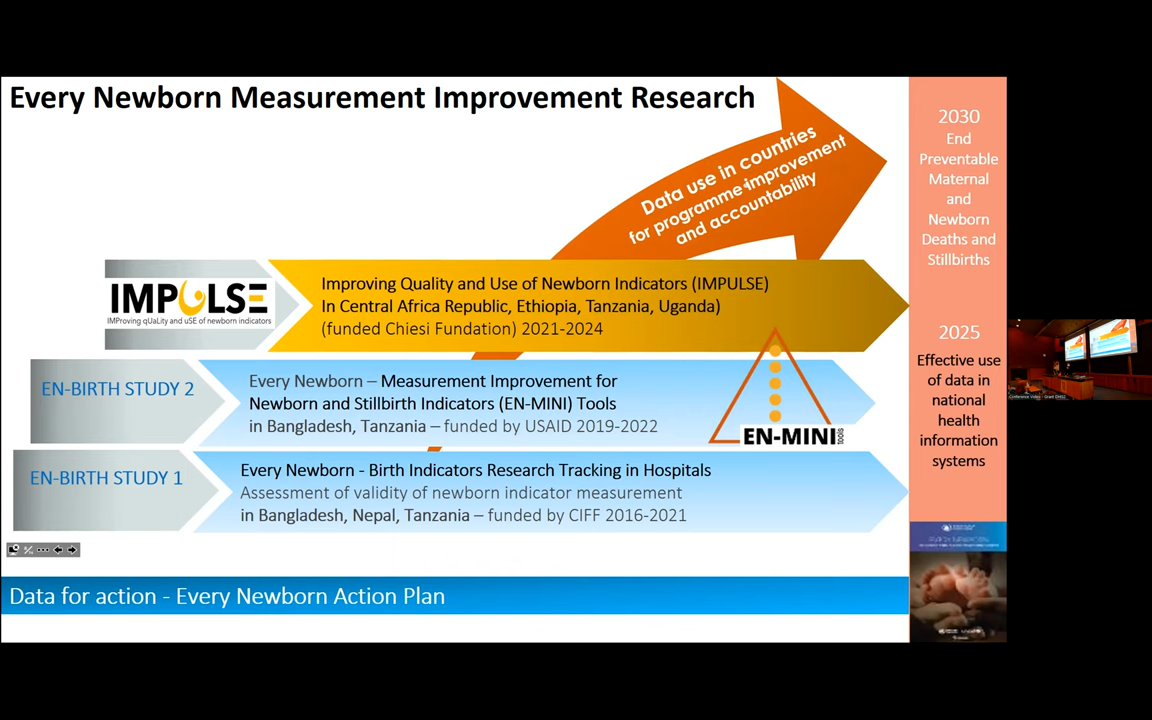 Every Newborn Measurement Improvement Research
Data use in countries
for programme improvement
and accountability
IMPULSE
IMProving qUaLity and uSE of newborn indicators
Improving Quality and Use of Newborn Indicators (IMPULSE)
In Central Africa Republic, Ethiopia, Tanzania, Uganda)
(funded Chiesi Fundation) 2021-2024
EN-BIRTH STUDY 2
Every Newborn – Measurement Improvement for
Newborn and Stillbirth Indicators (EN-MINI) Tools
in Bangladesh, Tanzania – funded by USAID 2019-2022
EN-MINI tools
EN-BIRTH STUDY 1
Every Newborn - Birth Indicators Research Tracking in Hospitals
Assessment of validity of newborn indicator measurement
in Bangladesh, Nepal, Tanzania – funded by CIFF 2016-2021
Data for action - Every Newborn Action Plan
2030
End
Preventable
Maternal
and
Newborn
Deaths and
Stillbirths
2025
Effective use
of data in
national
health
information
systems